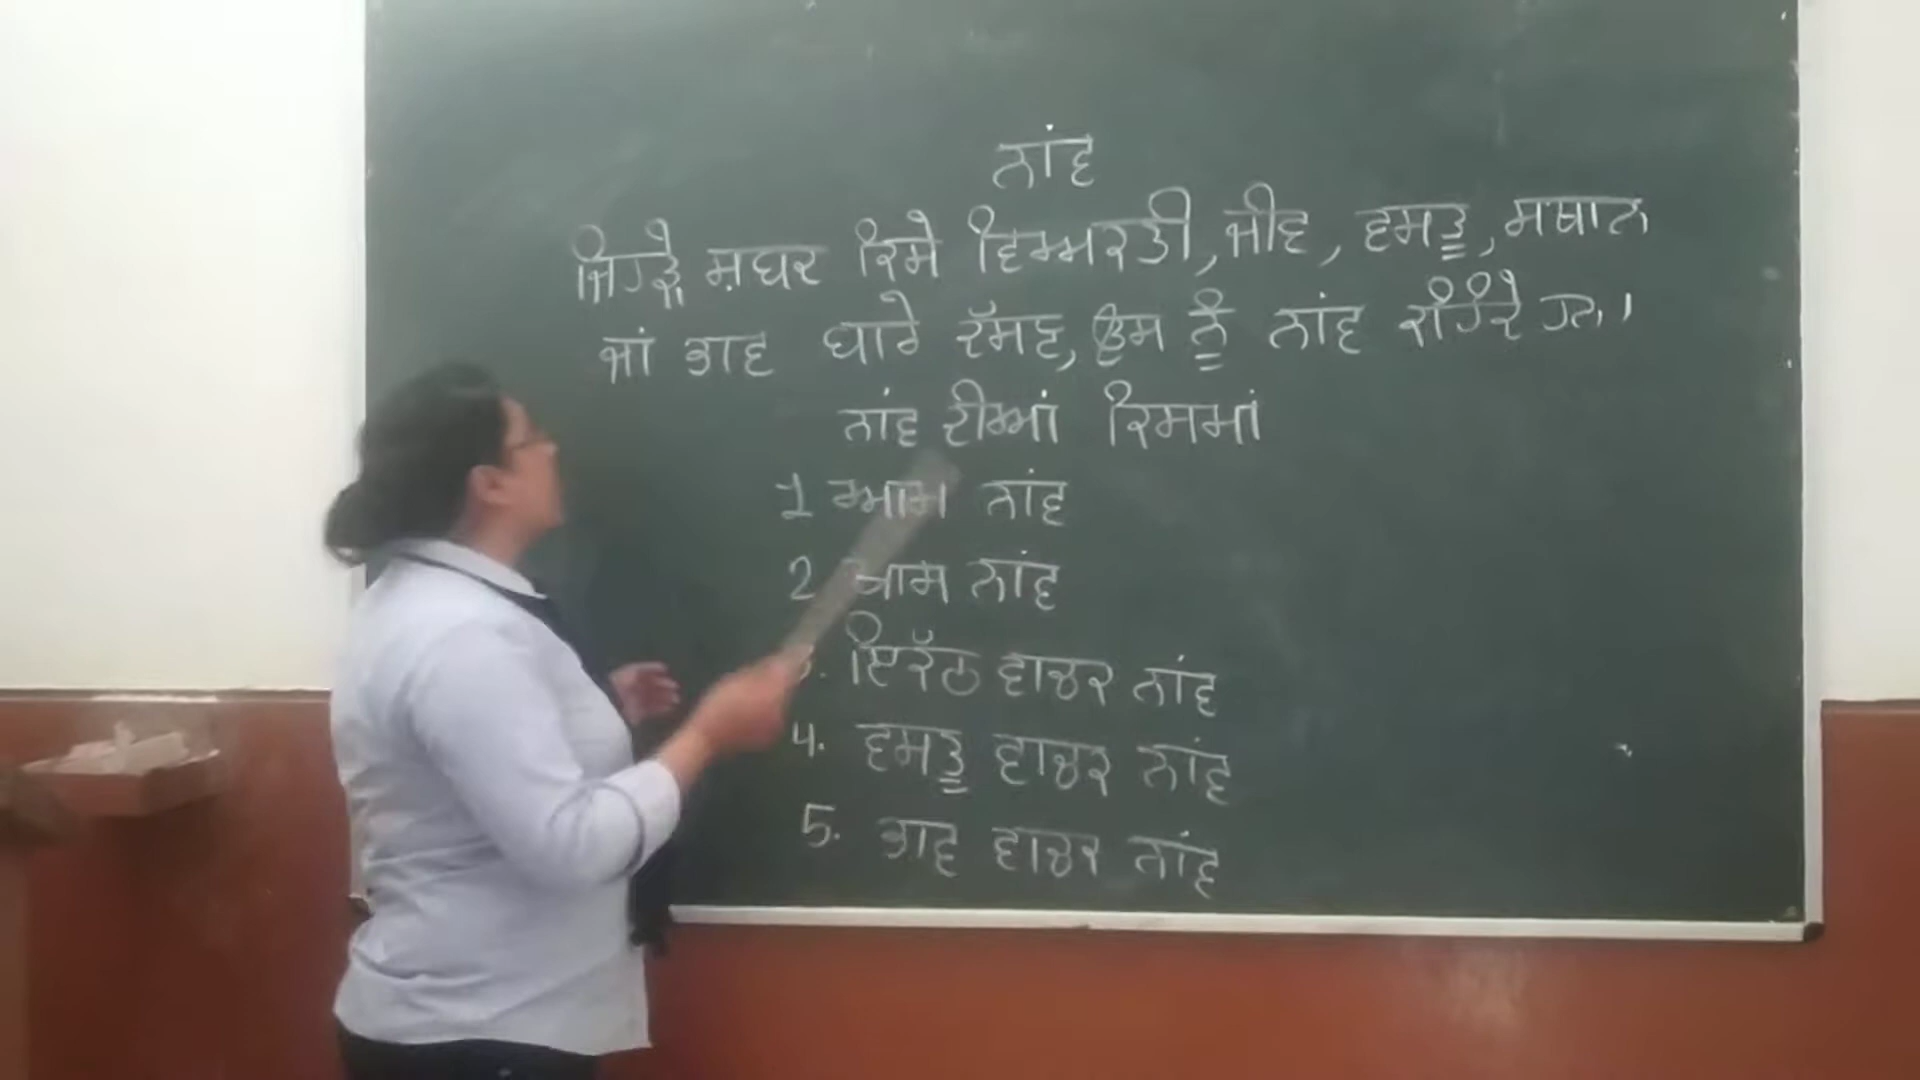 ਨਾਂਵ
ਜਿਹੜੇ ਸ਼ਬਦ ਕਿਸੇ ਵਿਅਕਤੀ, ਜੀਵ, ਵਸਤੂ, ਸਥਾਨ
ਜਾਂ ਭਾਵ ਬਾਰੇ ਦੱਸਣ, ਉਸ ਨੂੰ ਨਾਂਵ ਕਹਿੰਦੇ ਹਨ।
ਨਾਂਵ ਦੀਆਂ ਕਿਸਮਾਂ
1 ਆਮ ਨਾਂਵ
2 ਖਾਸ ਨਾਂਵ
3. ਇਕੱਠ ਵਾਚਕ ਨਾਂਵ
4. ਵਸਤੂ ਵਾਚਕ ਨਾਂਵ
5. ਭਾਵ ਵਾਚਕ ਨਾਂਵ